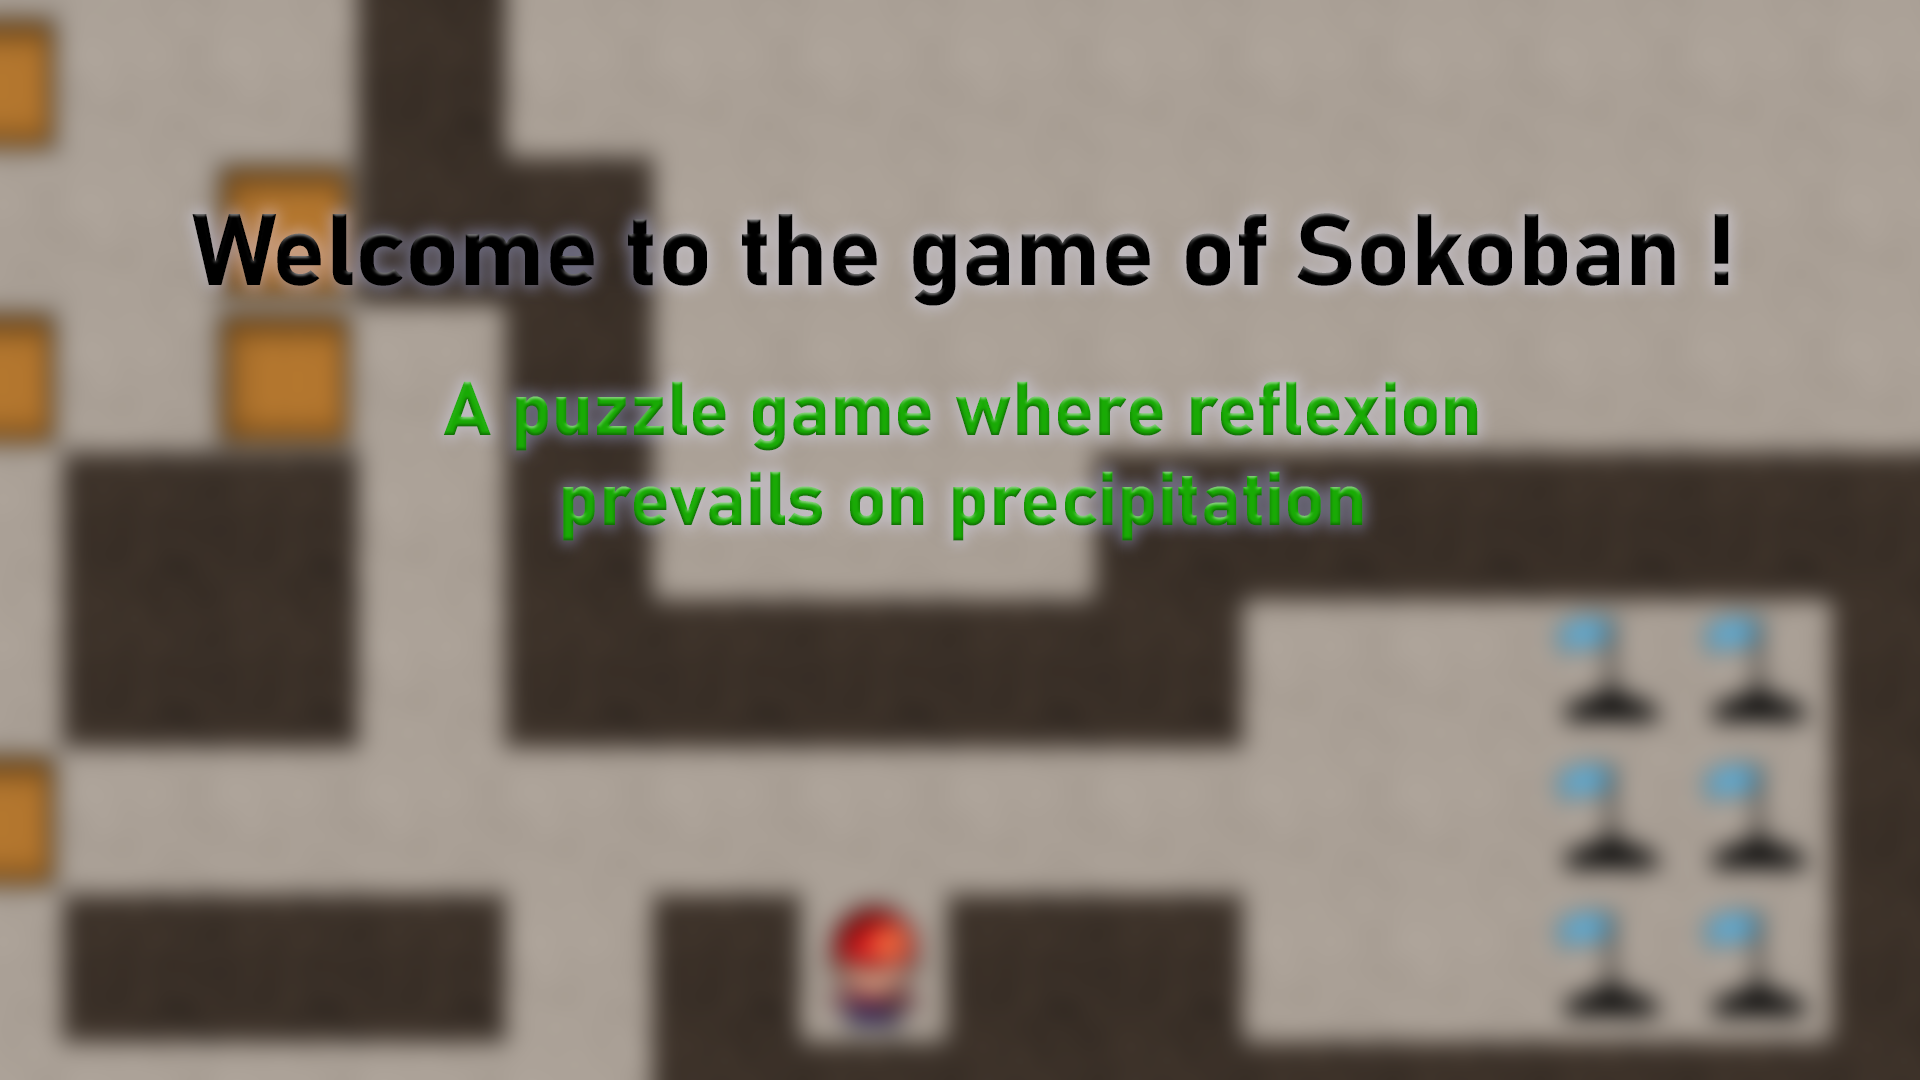 Welcome to the game of Sokoban !
A puzzle game where reflexion
prevails on precipitation